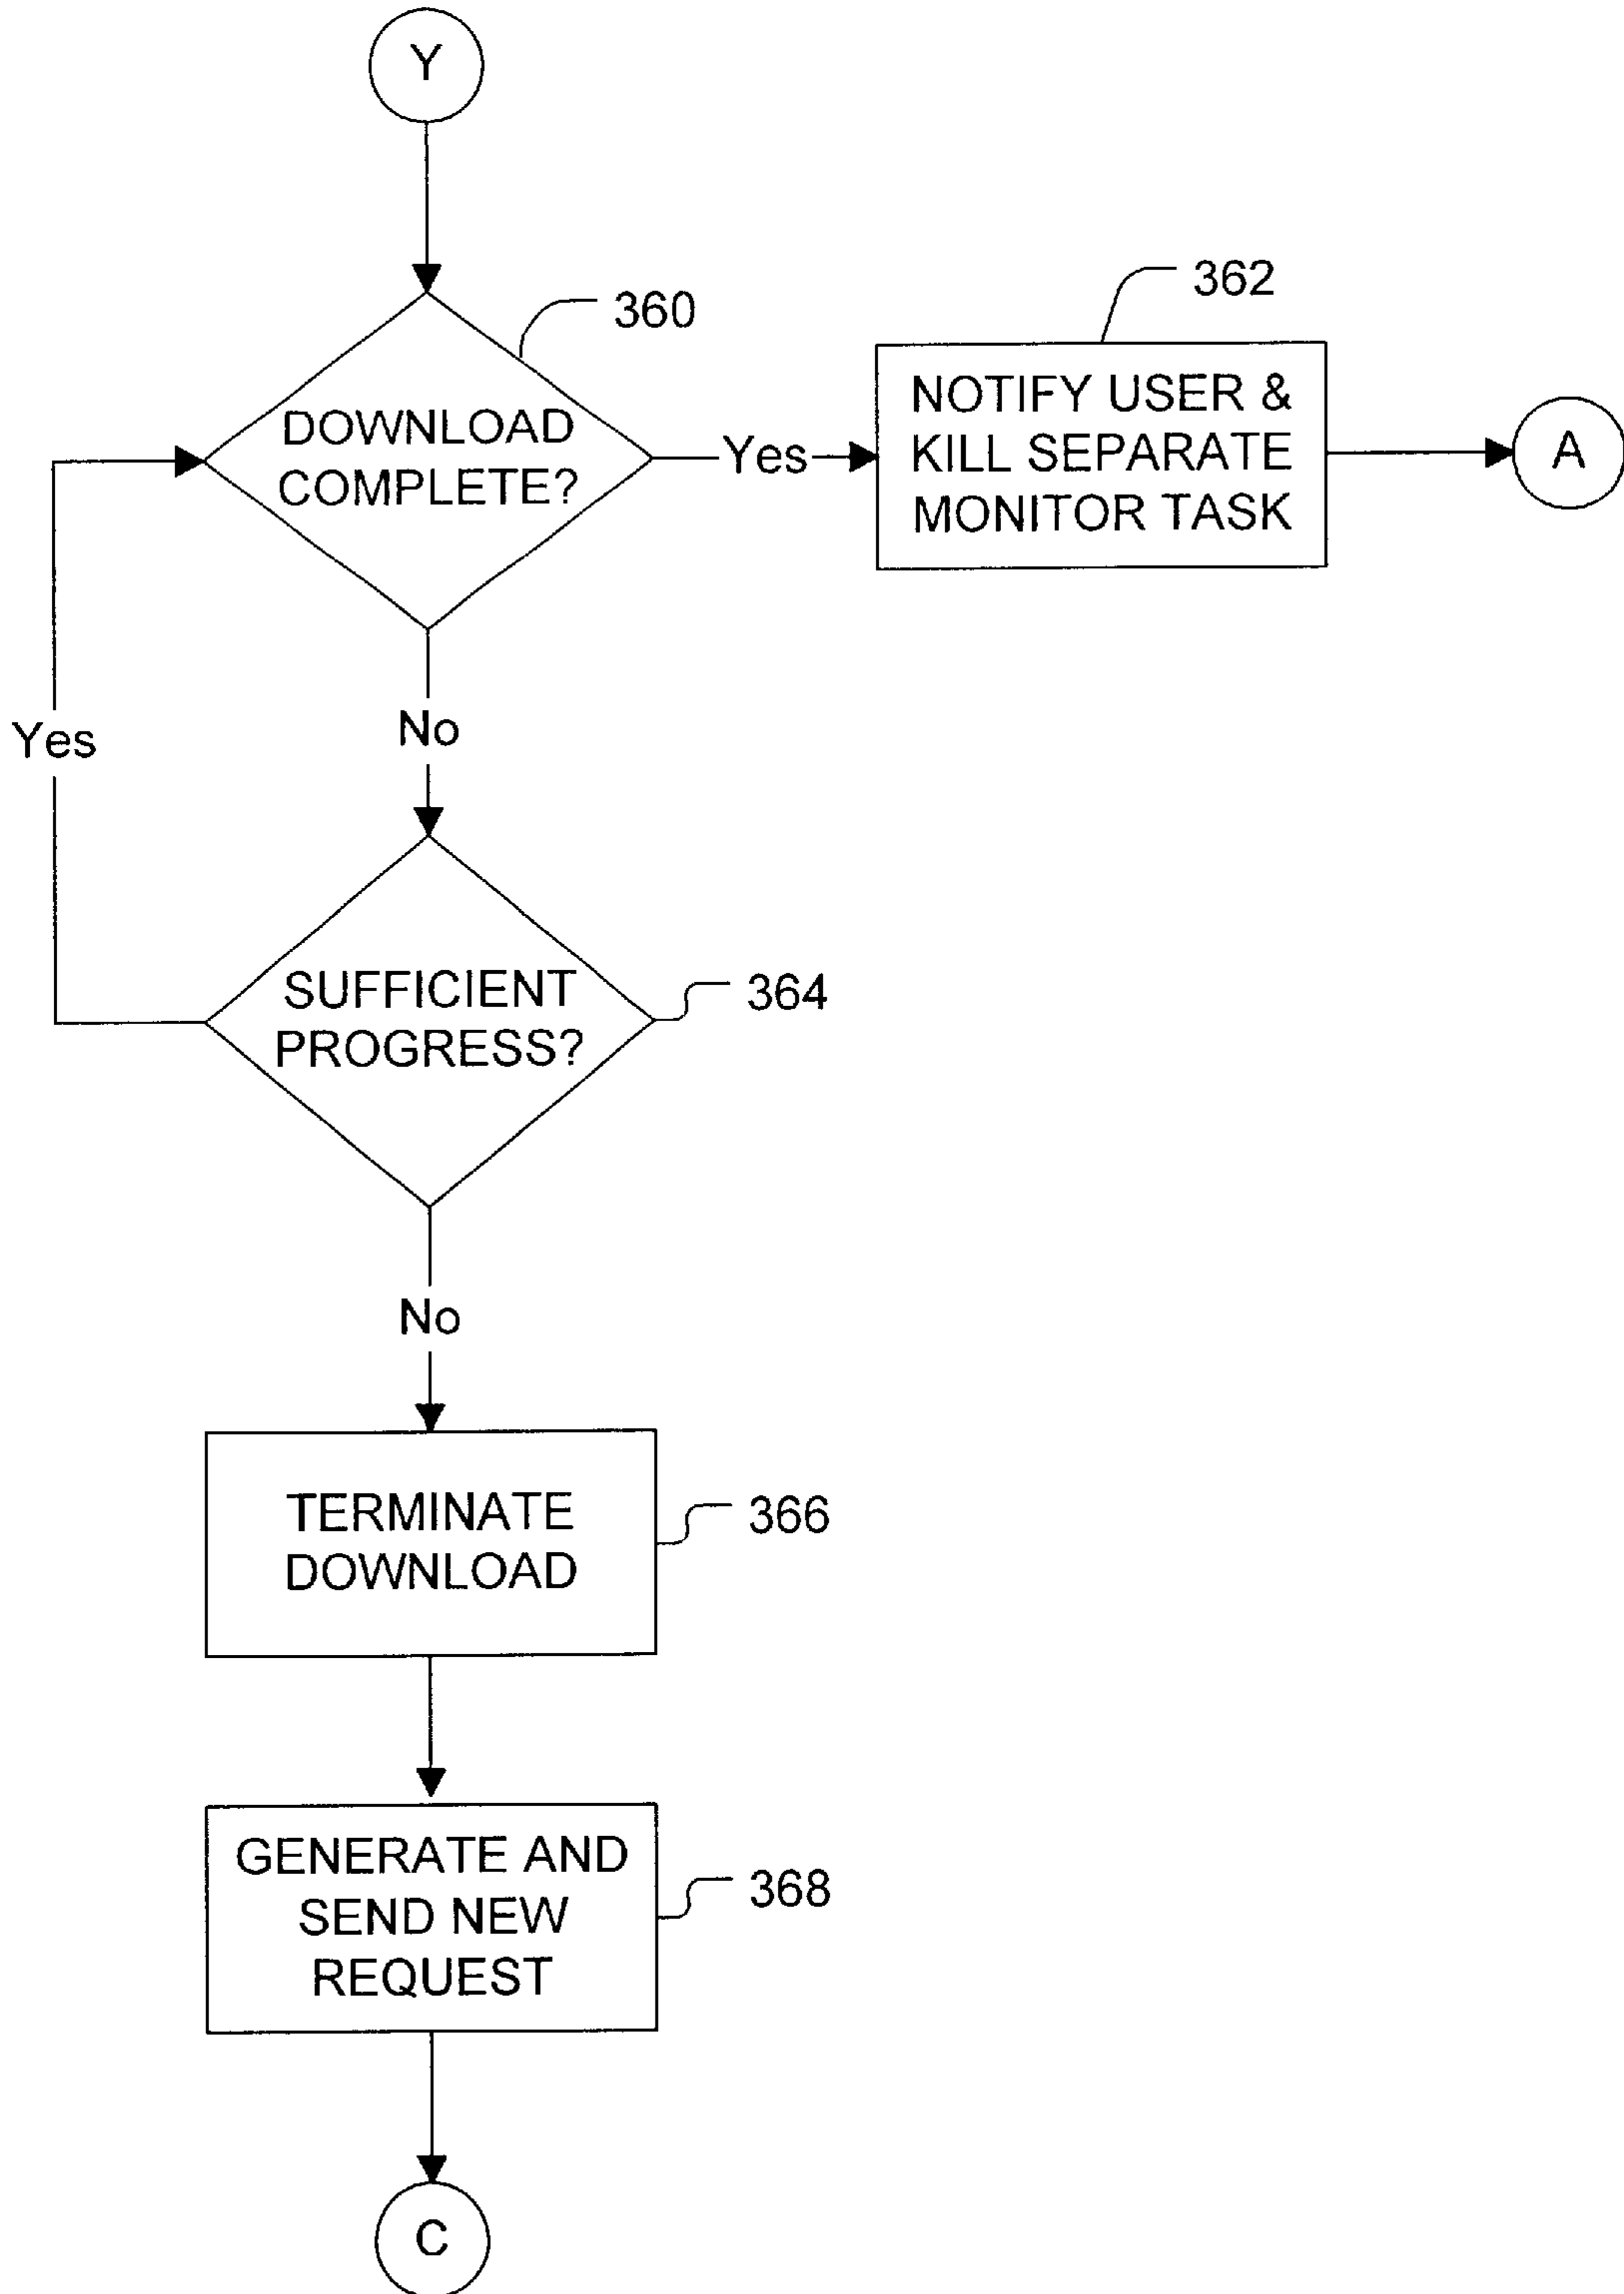 Y
360
DOWNLOAD
COMPLETE?
Yes
362
NOTIFY USER &
KILL SEPARATE
MONITOR TASK
A
Yes
No
SUFFICIENT
PROGRESS?
364
No
TERMINATE
DOWNLOAD
366
GENERATE AND
SEND NEW
REQUEST
368
C